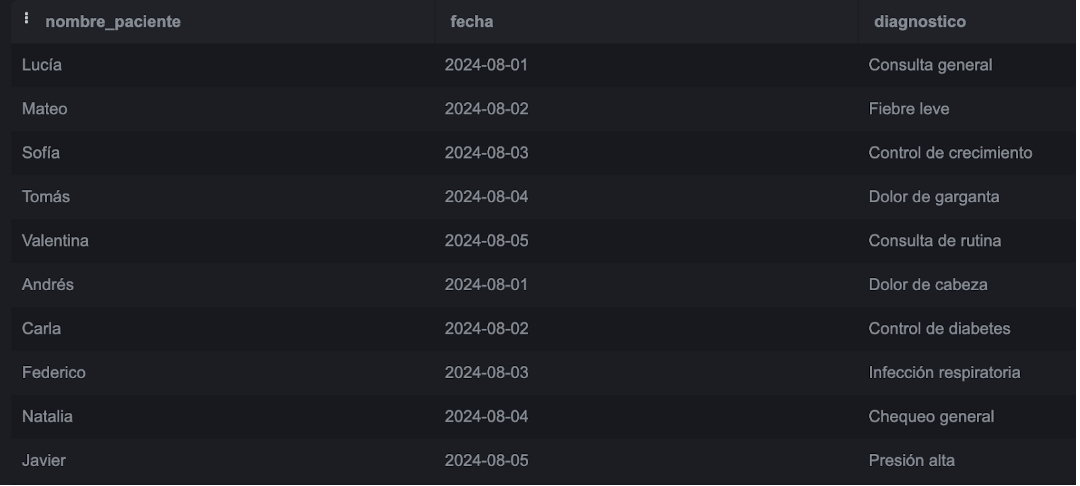 nombre_paciente fecha diagnostico
Lucía 2024-08-01 Consulta general
Mateo 2024-08-02 Fiebre leve
Sofía 2024-08-03 Control de crecimiento
Tomás 2024-08-04 Dolor de garganta
Valentina 2024-08-05 Consulta de rutina
Andrés 2024-08-01 Dolor de cabeza
Carla 2024-08-02 Control de diabetes
Federico 2024-08-03 Infección respiratoria
Natalia 2024-08-04 Chequeo general
Javier 2024-08-05 Presión alta